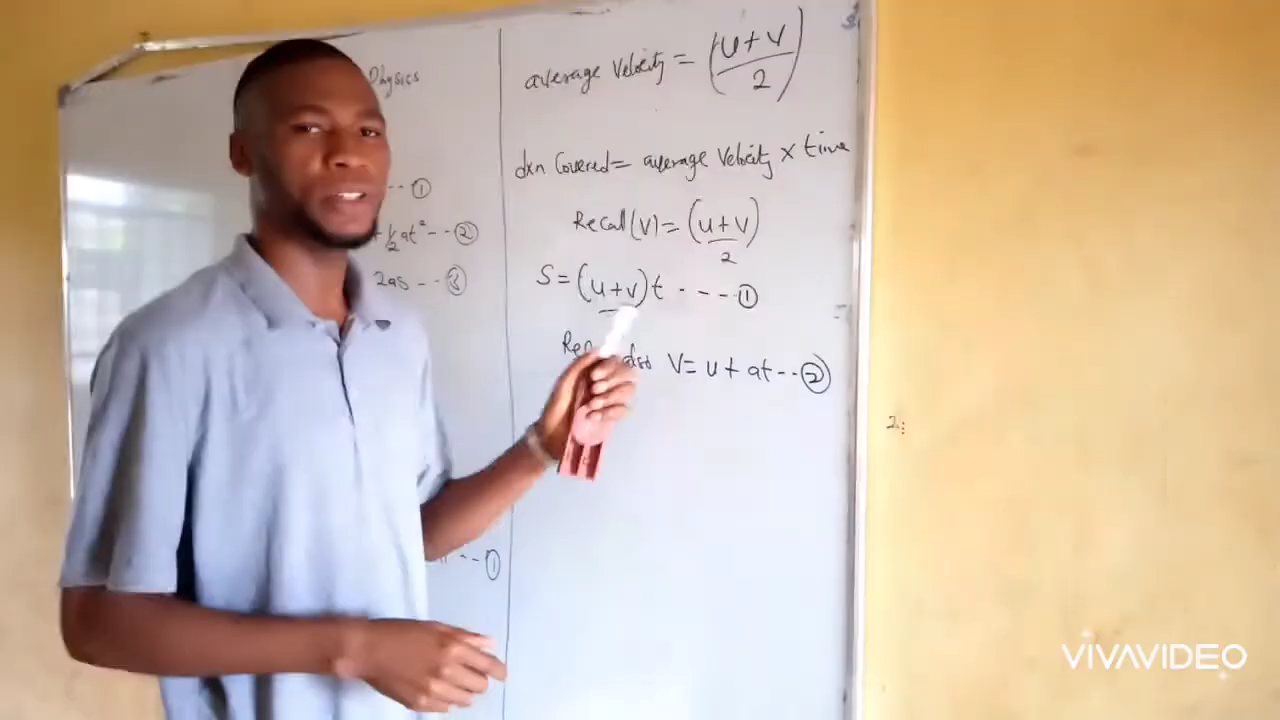 Physics
-- ①
+ ½at² -- ②
2as -- ③
-- ①
average Velocity = (u+v)/2
dxn Covered = average Velocity × time
Recall (V) = (u+v)/2
S = (u+v)t - - - - ①
V = u + at -- ②
2:
VIVAVIDEO